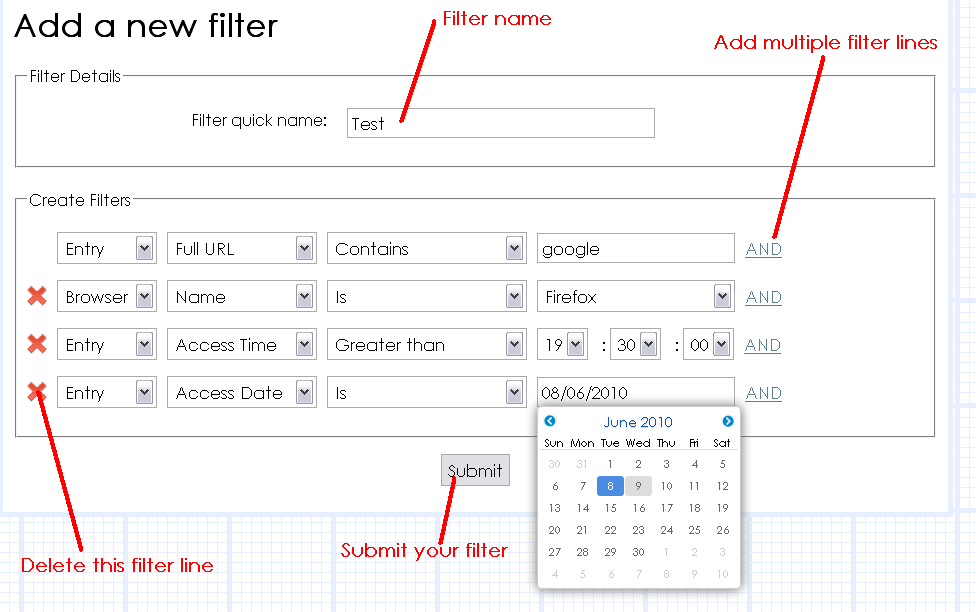 Add a new filter
Filter name
Add multiple filter lines
Filter Details
Filter quick name: Test
Create Filters
Entry Full URL Contains google AND
Browser Name Is Firefox AND
Entry Access Time Greater than 19 : 30 : 00 AND
Entry Access Date Is 08/06/2010 AND
June 2010
Sun Mon Tue Wed Thu Fri Sat
30 31 1 2 3 4 5
6 7 8 9 10 11 12
13 14 15 16 17 18 19
20 21 22 23 24 25 26
27 28 29 30 1 2 3
4 5 6 7 8 9 10
Submit
Submit your filter
Delete this filter line